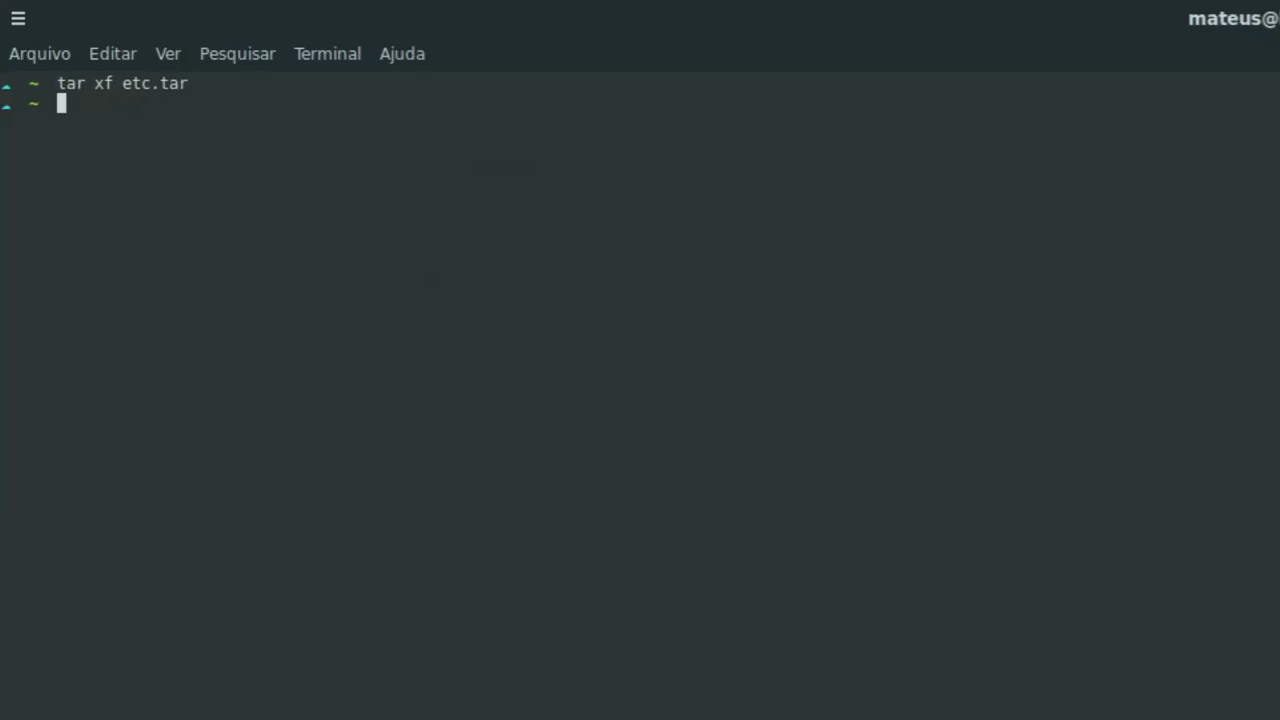 ☰ mateus@
Arquivo Editar Ver Pesquisar Terminal Ajuda
~ tar xf etc.tar
~